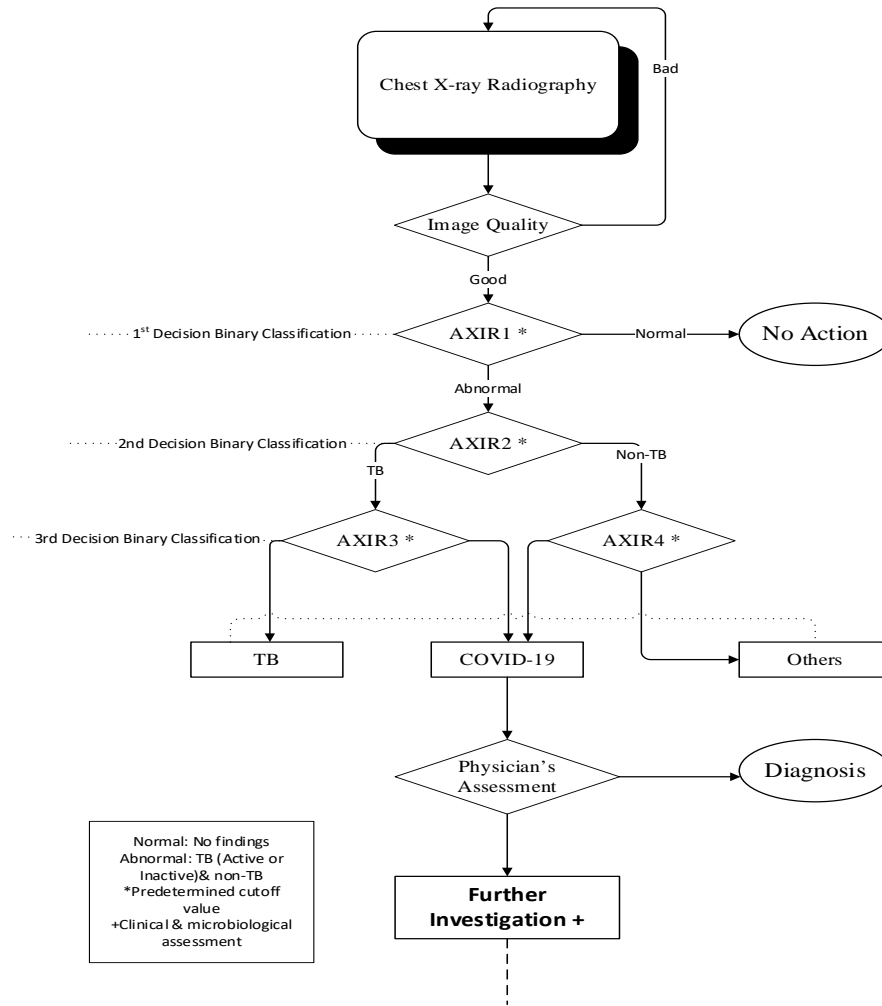 Bad
Chest X-ray Radiography
Image Quality
Good
1st Decision Binary Classification
AXIR1 *
Normal
No Action
Abnormal
2nd Decision Binary Classification
AXIR2 *
Non-TB
TB
3rd Decision Binary Classification
AXIR3 *
AXIR4 *
TB
COVID-19
Others
Physician's
Assessment
Diagnosis
Normal: No findings
Abnormal: TB (Active or
Inactive)& non-TB
*Predetermined cutoff
value
+Clinical & microbiological
assessment
Further
Investigation +